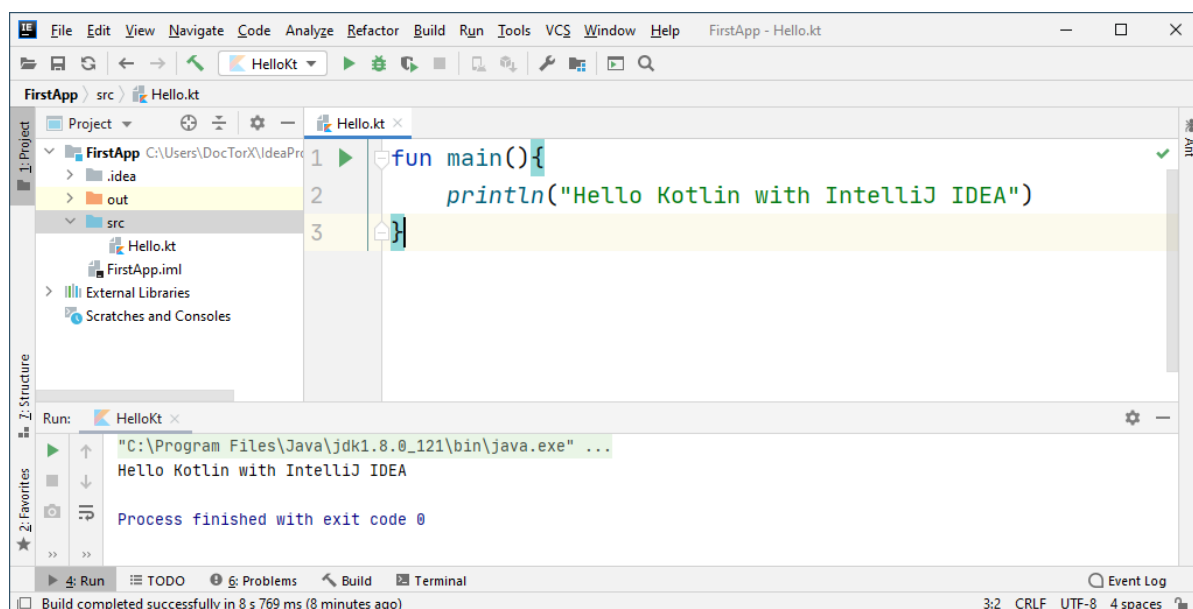 File Edit View Navigate Code Analyze Refactor Build Run Tools VCS Window Help FirstApp - Hello.kt
HelloKt
FirstApp src Hello.kt
1: Project
Project
Hello.kt
Ant
FirstApp C:\Users\DocTorX\IdeaPr
.idea
out
src
Hello.kt
FirstApp.iml
External Libraries
Scratches and Consoles
1 fun main(){
2 println("Hello Kotlin with IntelliJ IDEA")
3 }
Z: Structure
2: Favorites
Run: HelloKt
"C:\Program Files\Java\jdk1.8.0_121\bin\java.exe" ...
Hello Kotlin with IntelliJ IDEA
Process finished with exit code 0
4: Run TODO 6: Problems Build Terminal Event Log
Build completed successfully in 8 s 769 ms (8 minutes ago) 3:2 CRLF UTF-8 4 spaces